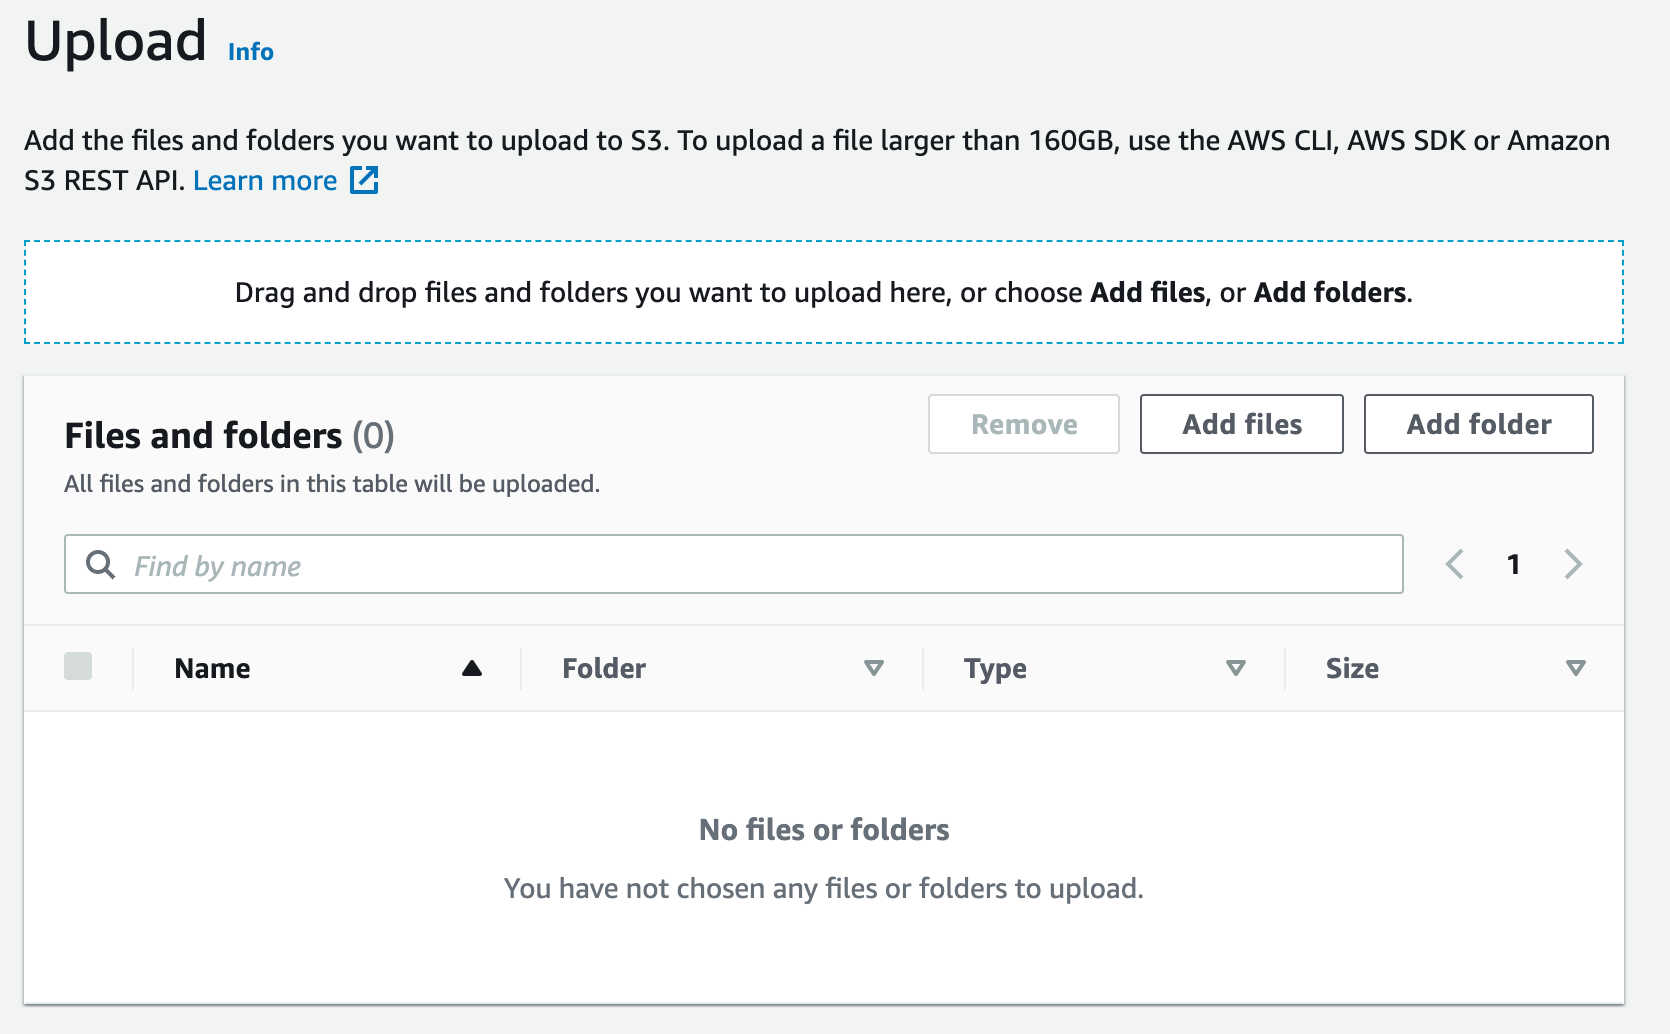 Upload Info
Add the files and folders you want to upload to S3. To upload a file larger than 160GB, use the AWS CLI, AWS SDK or Amazon
S3 REST API. Learn more
Drag and drop files and folders you want to upload here, or choose Add files, or Add folders.
Files and folders (0)
Remove
Add files
Add folder
All files and folders in this table will be uploaded.
Find by name
1
Name Folder Type Size
No files or folders
You have not chosen any files or folders to upload.